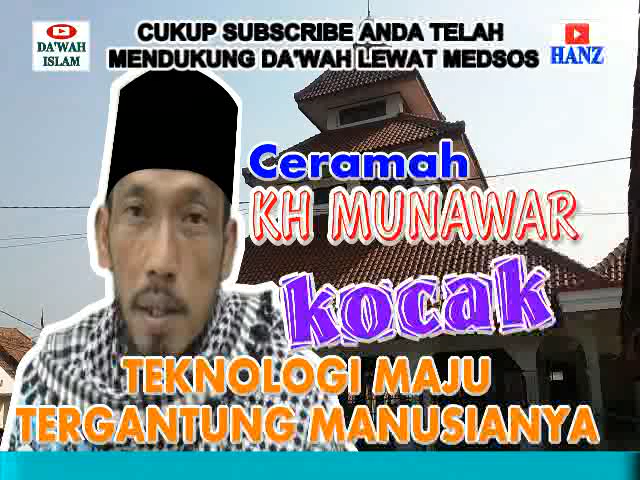 CUKUP SUBSCRIBE ANDA TELAH
MENDUKUNG DA'WAH LEWAT MEDSOS
DA'WAH
ISLAM
HANZ
Ceramah
KH MUNAWAR
kocak
TEKNOLOGI MAJU
TERGANTUNG MANUSIANYA